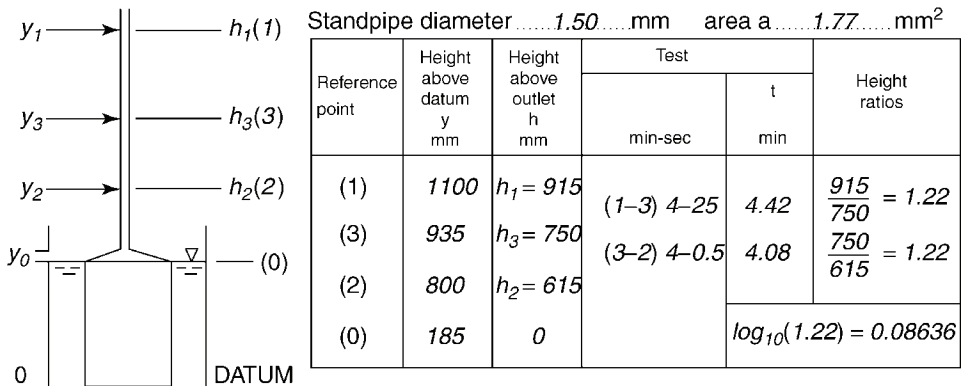 Standpipe diameter 1.50 mm area a 1.77 mm²
y₁ h₁(1)
y₃ h₃(3)
y₂ h₂(2)
y₀ (0)
0 DATUM
Reference point
Height above datum y mm
Height above outlet h mm
Test
min-sec
t min
Height ratios
(1) 1100 h₁ = 915
(3) 935 h₃ = 750
(2) 800 h₂ = 615
(0) 185 0
(1–3) 4–25 4.42 915/750 = 1.22
(3–2) 4–0.5 4.08 750/615 = 1.22
log₁₀(1.22) = 0.08636